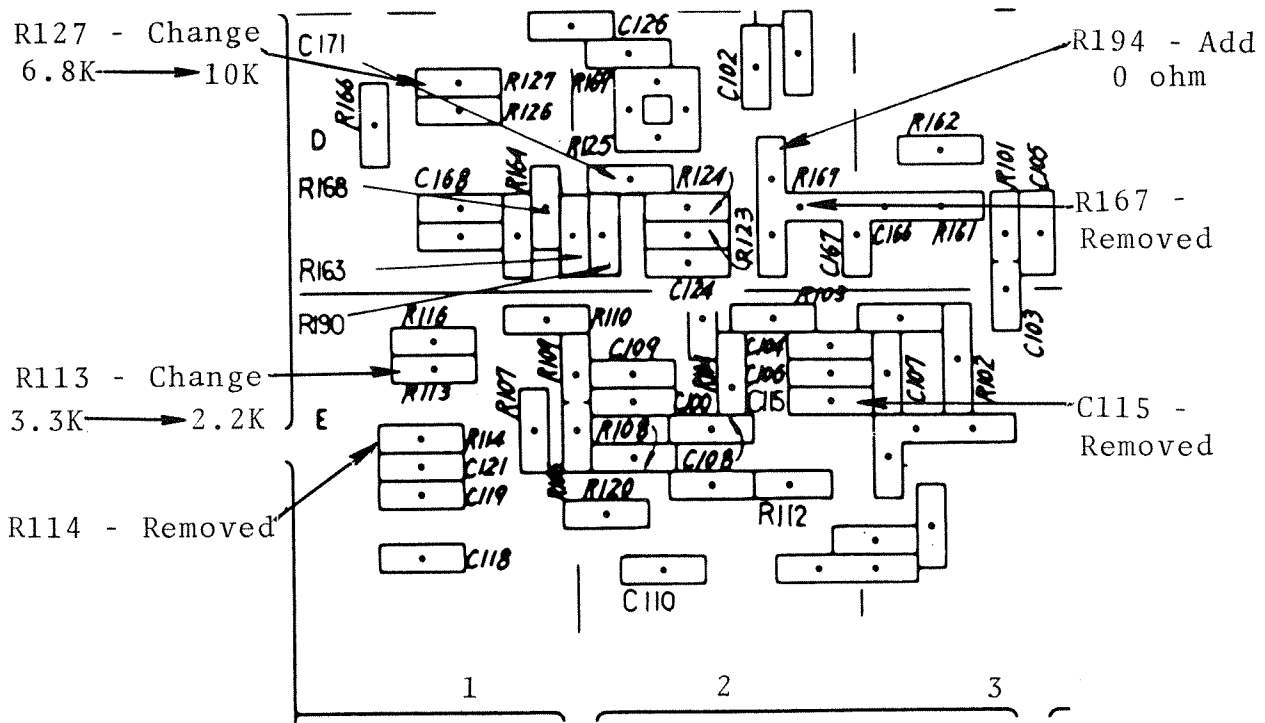 R127 - Change
6.8K → 10K
R194 - Add
0 ohm
C171
C126
C102
R127
R126
R169
R166
D
R125
R162
R164
R101
C105
C168
R168
R124
R169
R167 -
Removed
R123
C167
C166
R161
R163
C124
C103
R190
R116
R110
R103
R109
C109
C104
C106
R113 - Change
3.3K → 2.2K
R113
R107
E
C100
C115
C107
R102
C115 -
Removed
R114
R108
C108
C121
C119
R120
R112
R114 - Removed
C118
C110
1
2
3